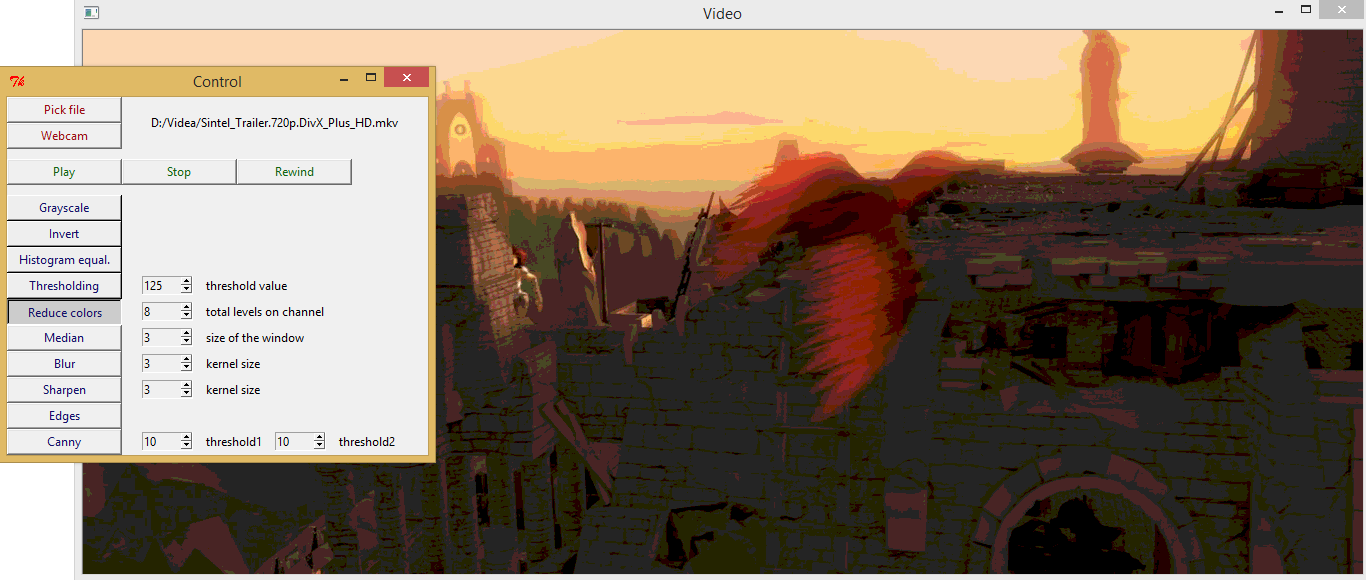 Video
Control
Pick file
D:/Videa/Sintel_Trailer.720p.DivX_Plus_HD.mkv
Webcam
Play Stop Rewind
Grayscale
Invert
Histogram equal.
Thresholding 125 threshold value
Reduce colors 8 total levels on channel
Median 3 size of the window
Blur 3 kernel size
Sharpen 3 kernel size
Edges
Canny 10 threshold1 10 threshold2